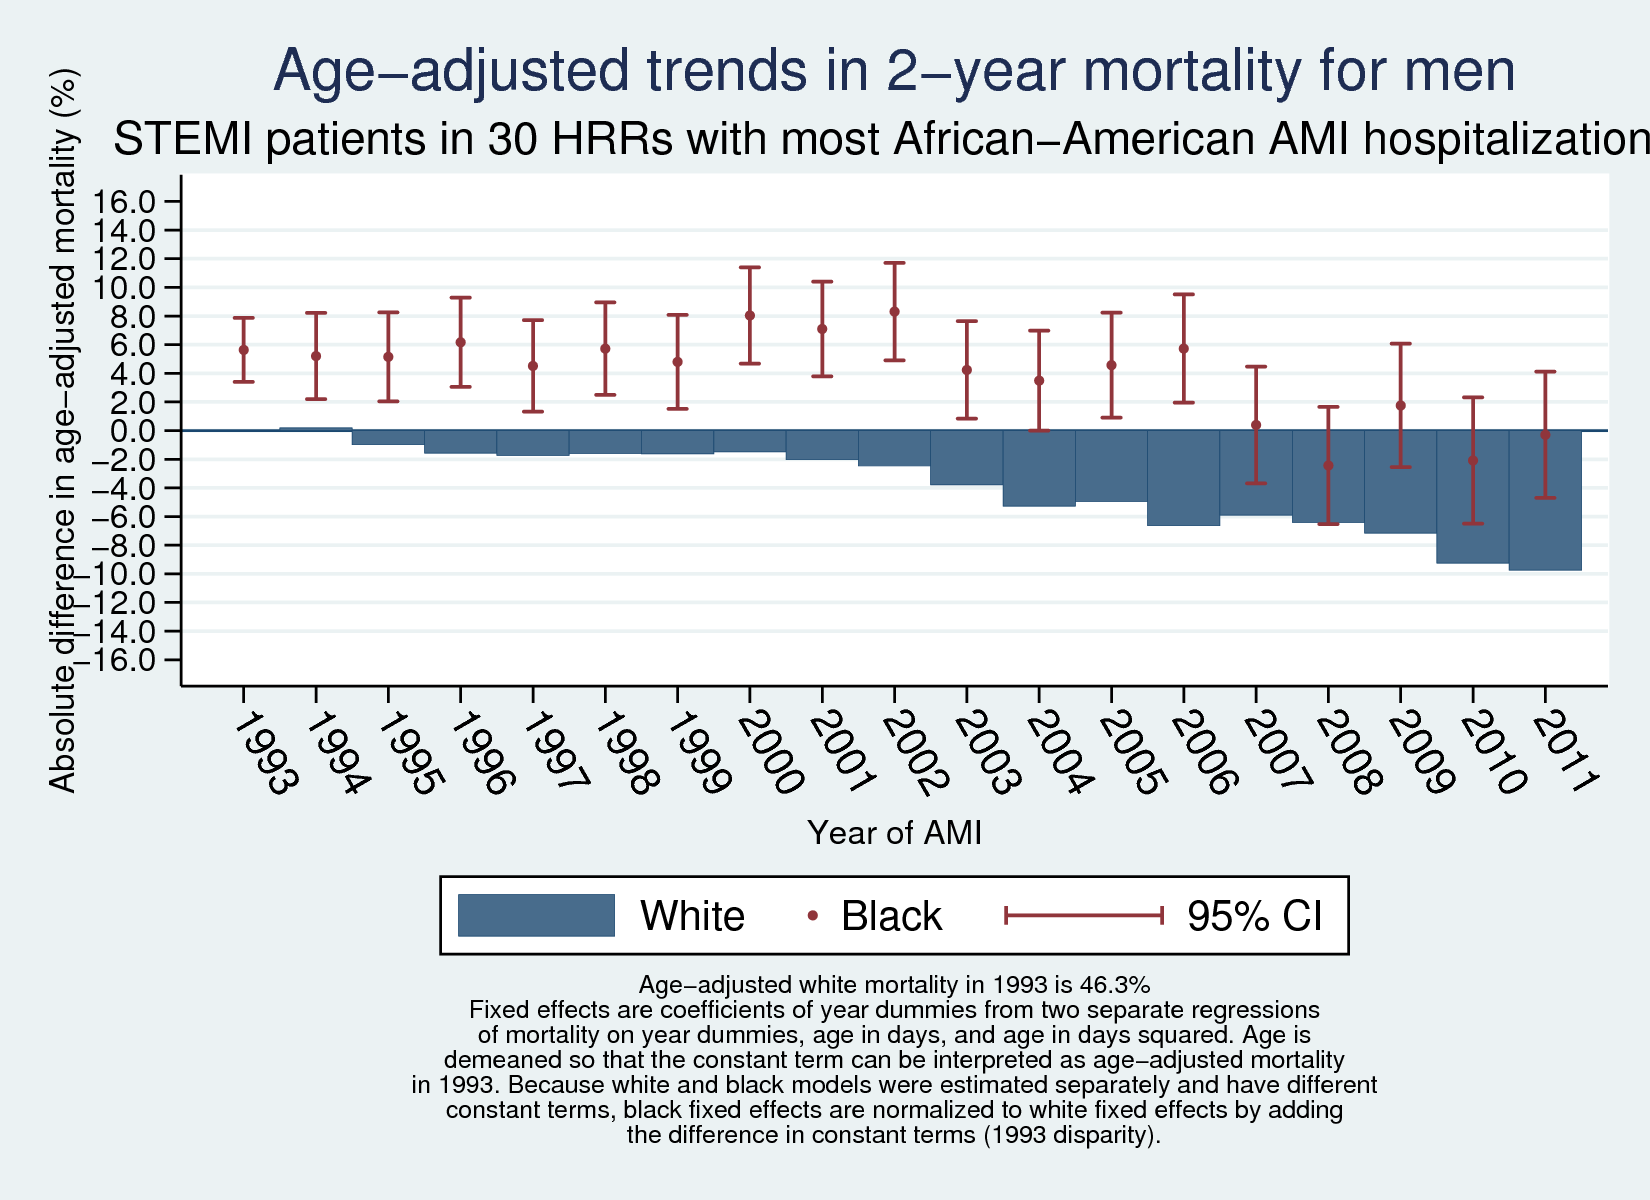 Age−adjusted trends in 2−year mortality for men
STEMI patients in 30 HRRs with most African−American AMI hospitalization
Absolute difference in age−adjusted mortality (%)
16.0
14.0
12.0
10.0
8.0
6.0
4.0
2.0
0.0
−2.0
−4.0
−6.0
−8.0
−10.0
−12.0
−14.0
−16.0
1993
1994
1995
1996
1997
1998
1999
2000
2001
2002
2003
2004
2005
2006
2007
2008
2009
2010
2011
Year of AMI
White
Black
95% CI
Age−adjusted white mortality in 1993 is 46.3%
Fixed effects are coefficients of year dummies from two separate regressions
of mortality on year dummies, age in days, and age in days squared. Age is
demeaned so that the constant term can be interpreted as age−adjusted mortality
in 1993. Because white and black models were estimated separately and have different
constant terms, black fixed effects are normalized to white fixed effects by adding
the difference in constant terms (1993 disparity).